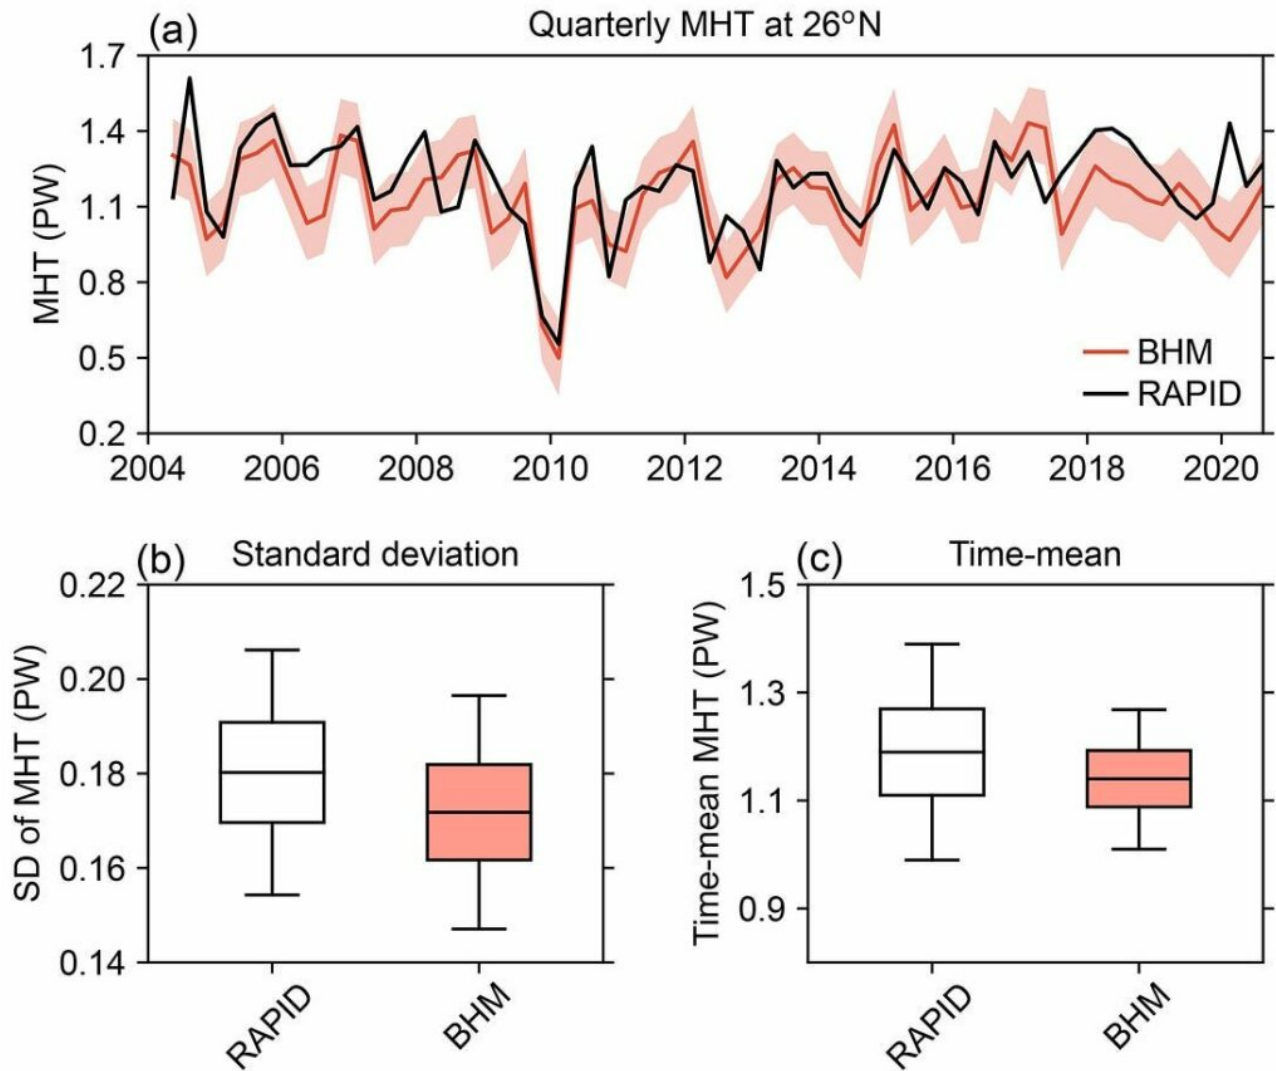 (a)
Quarterly MHT at 26°N
MHT (PW)
1.7
1.4
1.1
0.8
0.5
0.2
2004 2006 2008 2010 2012 2014 2016 2018 2020
BHM
RAPID
(b)
Standard deviation
SD of MHT (PW)
0.22
0.20
0.18
0.16
0.14
RAPID
BHM
(c)
Time-mean
Time-mean MHT (PW)
1.5
1.3
1.1
0.9
RAPID
BHM